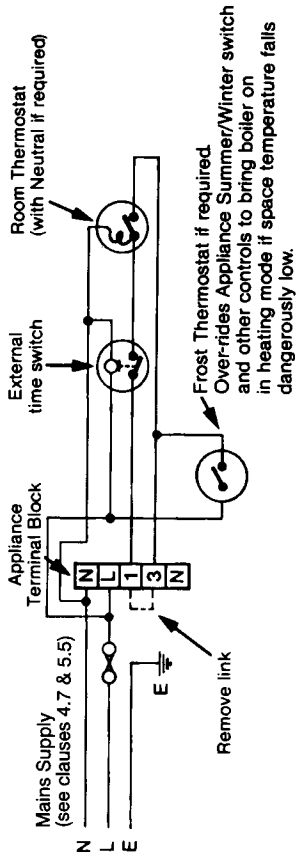 Mains Supply
(see clauses 4.7 & 5.5)
N
L
E
Appliance
Terminal Block
N
L
1
3
N
E
Remove link
External
time switch
Room Thermostat
(with Neutral if required)
Frost Thermostat if required.
Over-rides Appliance Summer/Winter switch
and other controls to bring boiler on
in heating mode if space temperature falls
dangerously low.